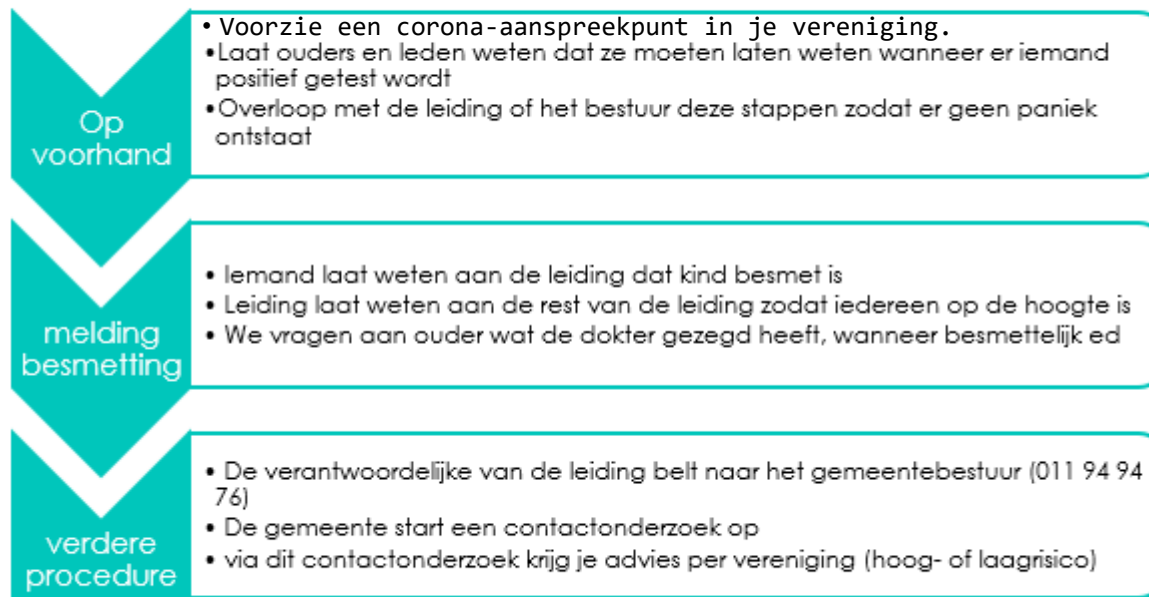 Op
voorhand
• Voorzie een corona-aanspreekpunt in je vereniging.
•Laat ouders en leden weten dat ze moeten laten weten wanneer er iemand
positief getest wordt
•Overloop met de leiding of het bestuur deze stappen zodat er geen paniek
ontstaat
melding
besmetting
• Iemand laat weten aan de leiding dat kind besmet is
• Leiding laat weten aan de rest van de leiding zodat iedereen op de hoogte is
• We vragen aan ouder wat de dokter gezegd heeft, wanneer besmettelijk ed
verdere
procedure
• De verantwoordelijke van de leiding belt naar het gemeentebestuur (011 94 94
76)
• De gemeente start een contactonderzoek op
• via dit contactonderzoek krijg je advies per vereniging (hoog- of laagrisico)